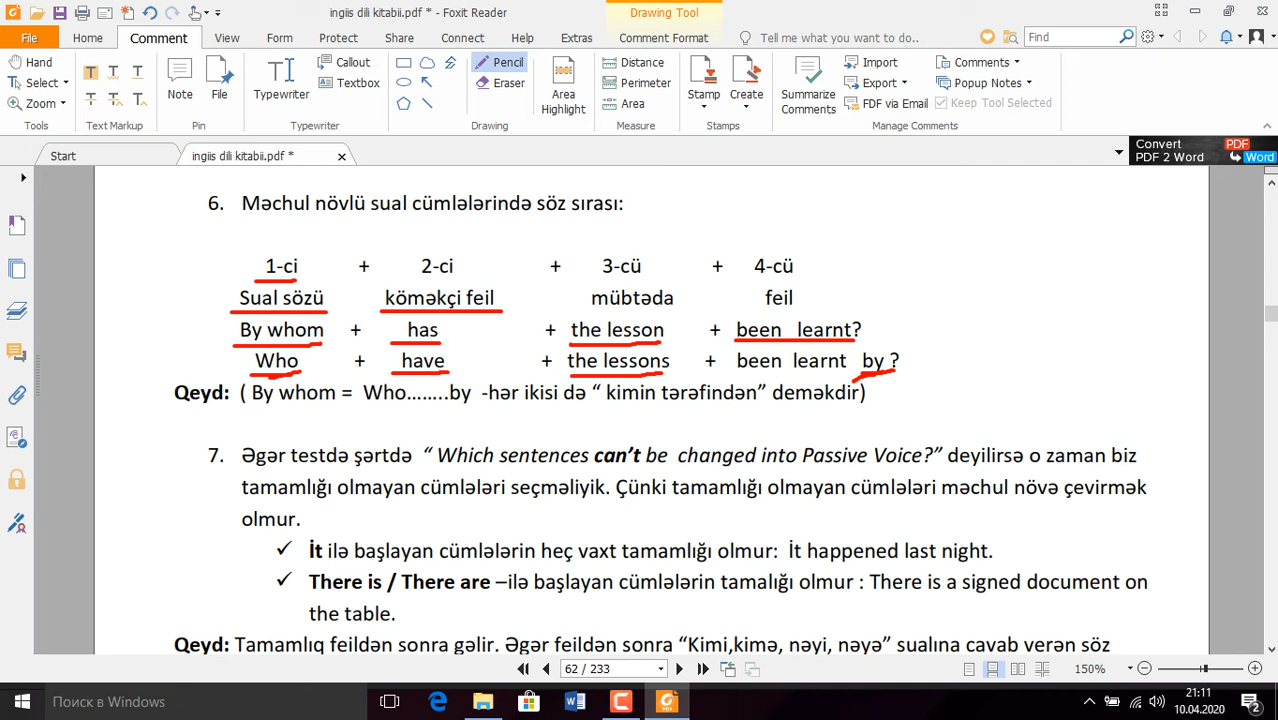 ingiis dili kitabii.pdf * - Foxit Reader
Drawing Tool
File Home Comment View Form Protect Share Connect Help Extras Comment Format Tell me what you want to do.. Find
Hand
Select
Zoom
Tools
Text Markup
Note
File
Pin
Typewriter
Callout
Textbox
Typewriter
Pencil
Eraser
Drawing
Area Highlight
Distance
Perimeter
Area
Measure
Stamp
Create
Stamps
Summarize Comments
Import
Export
FDF via Email
Comments
Popup Notes
Keep Tool Selected
Manage Comments
Start
ingiis dili kitabii.pdf *
Convert PDF
PDF 2 Word Word
6. Məchul növlü sual cümlələrində söz sırası:
1-ci + 2-ci + 3-cü + 4-cü
Sual sözü köməkçi feil mübtəda feil
By whom + has + the lesson + been learnt?
Who + have + the lessons + been learnt by ?
Qeyd: ( By whom = Who……..by -hər ikisi də “ kimin tərəfindən” deməkdir)
7. Əgər testdə şərtdə “ Which sentences can’t be changed into Passive Voice?” deyilirsə o zaman biz
tamamlığı olmayan cümlələri seçməliyik. Çünki tamamlığı olmayan cümlələri məchul növə çevirmək
olmur.
✓ İt ilə başlayan cümlələrin heç vaxt tamamlığı olmur: İt happened last night.
✓ There is / There are –ilə başlayan cümlələrin tamalığı olmur : There is a signed document on
the table.
Qeyd: Tamamlıq feildən sonra gəlir. Əgər feildən sonra “Kimi,kimə, nəyi, nəyə” sualına cavab verən söz
62 / 233
150%
Поиск в Windows
21:11
10.04.2020
2